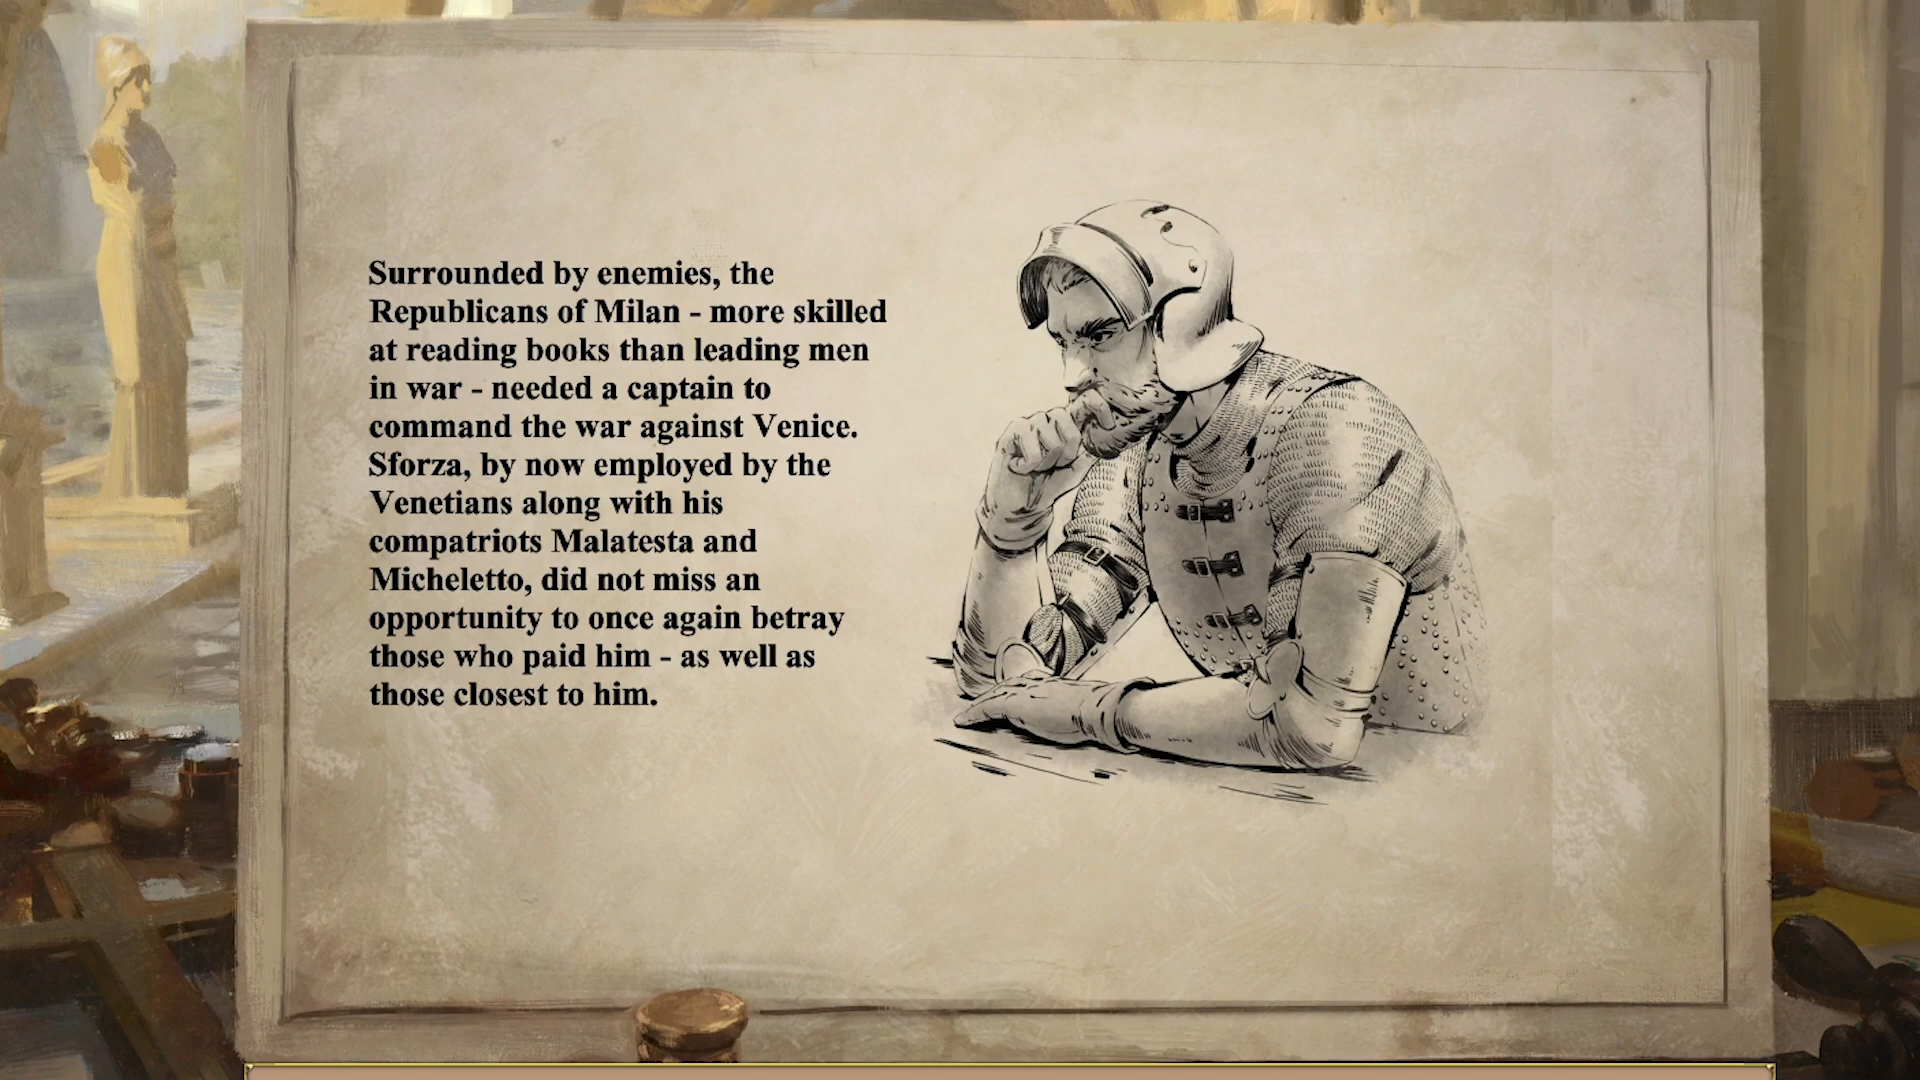 Surrounded by enemies, the
Republicans of Milan - more skilled
at reading books than leading men
in war - needed a captain to
command the war against Venice.
Sforza, by now employed by the
Venetians along with his
compatriots Malatesta and
Micheletto, did not miss an
opportunity to once again betray
those who paid him - as well as
those closest to him.